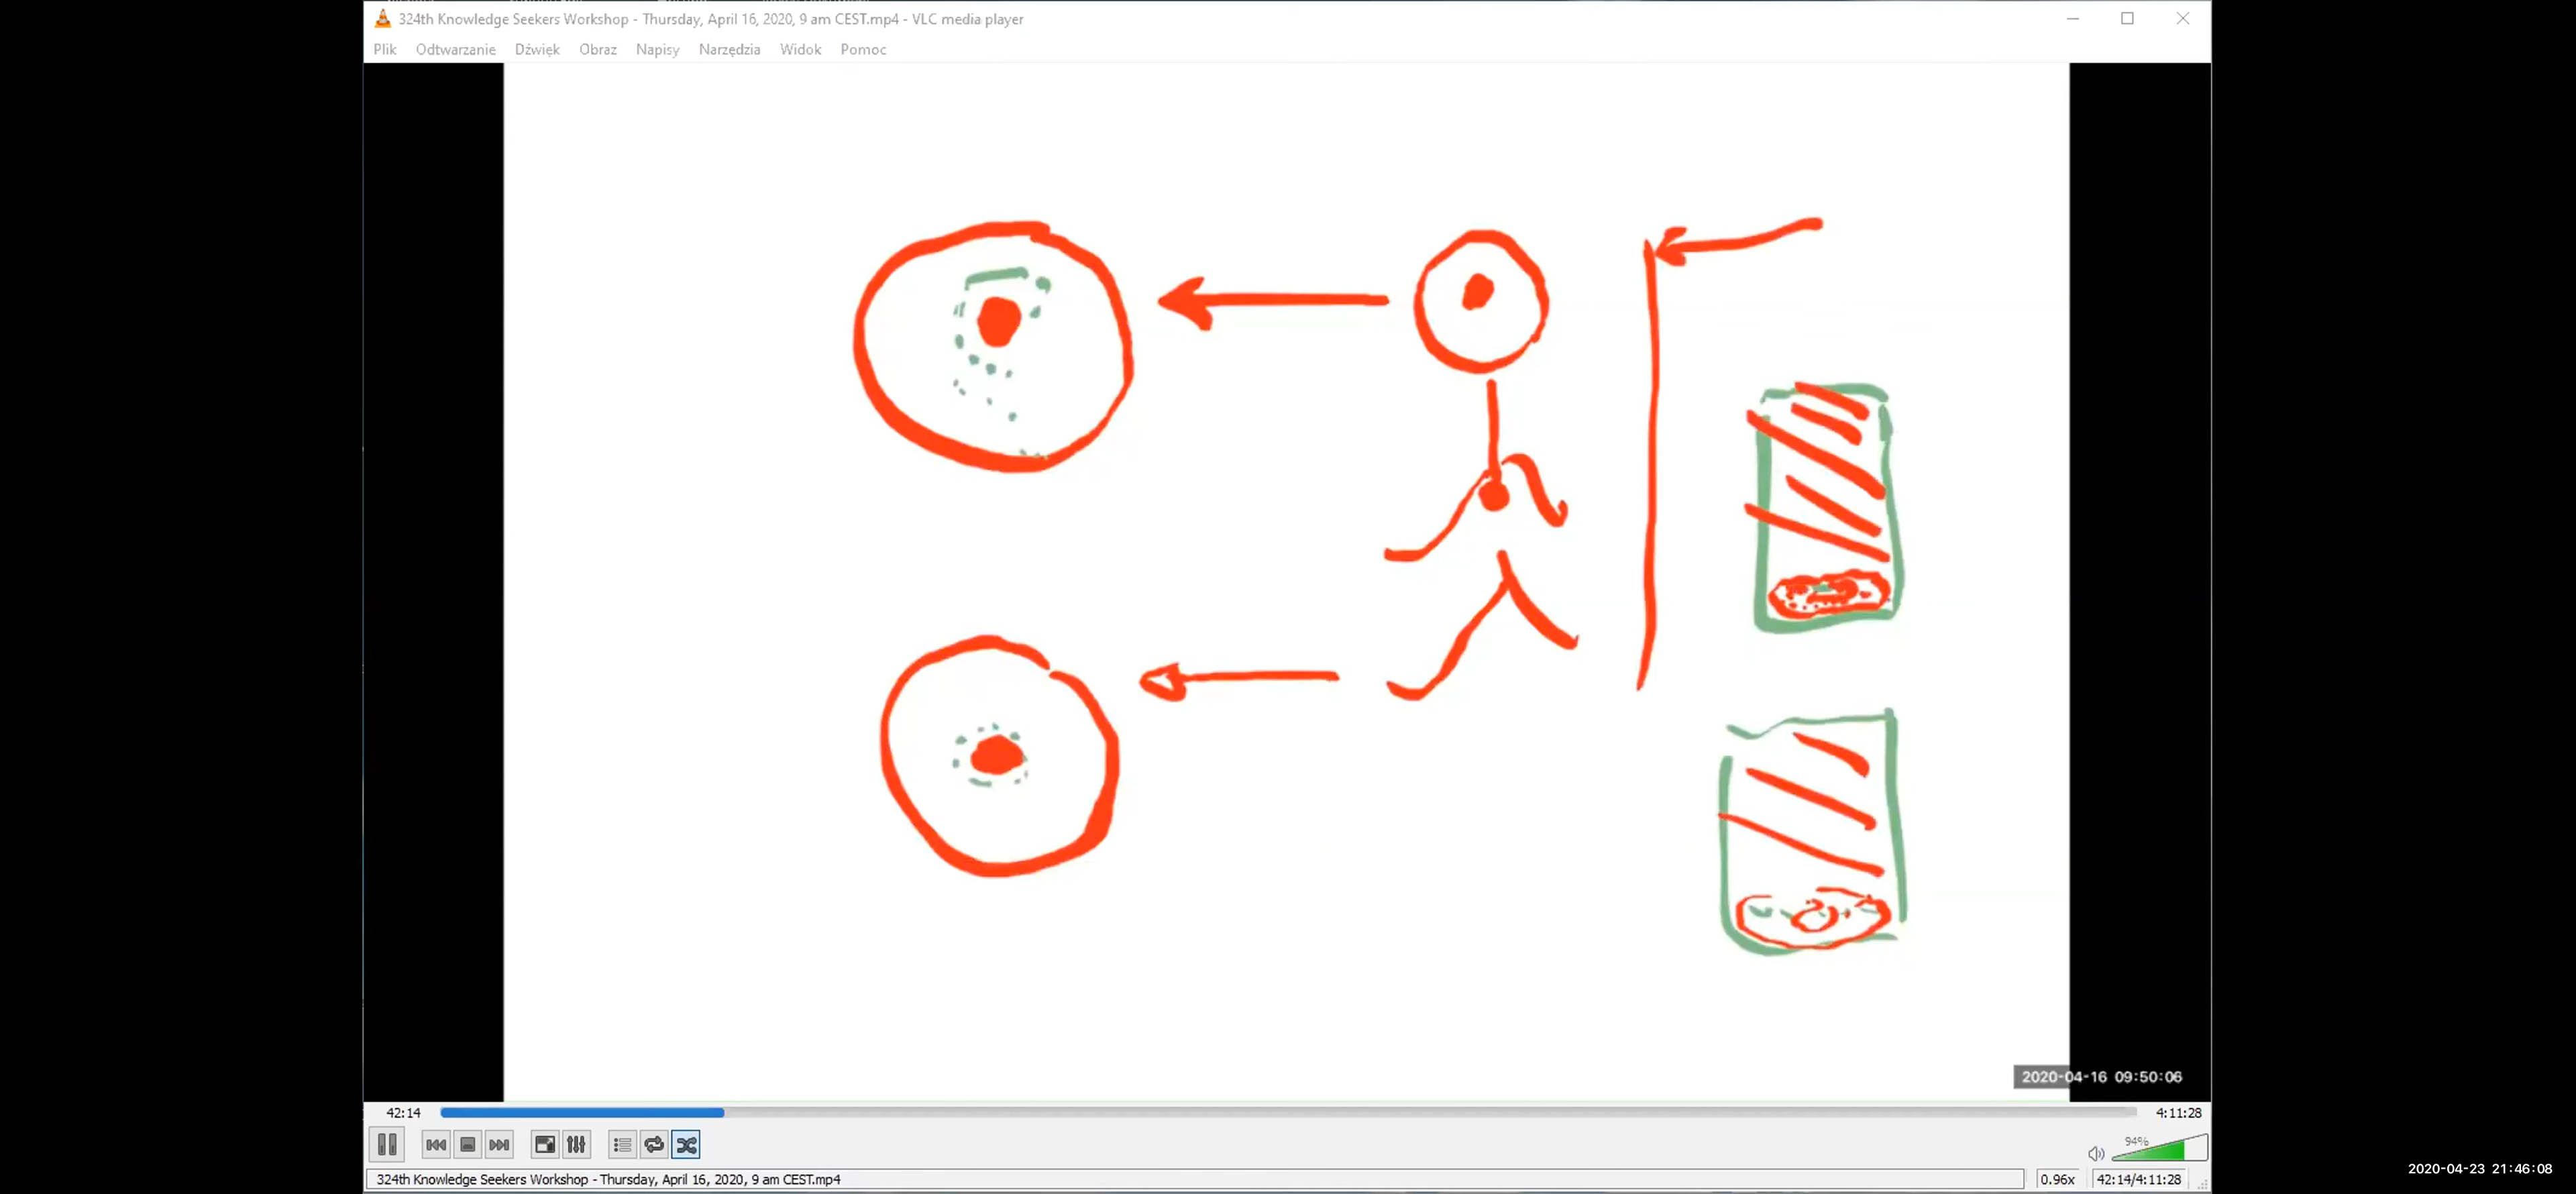 324th Knowledge Seekers Workshop - Thursday, April 16, 2020, 9 am CEST.mp4 - VLC media player
Plik Odtwarzanie Dźwięk Obraz Napisy Narzędzia Widok Pomoc
2020-04-16 09:50:06
42:14 4:11:28
94%
2020-04-23 21:46:08
324th Knowledge Seekers Workshop - Thursday, April 16, 2020, 9 am CEST.mp4 0.96x 42:14/4:11:28